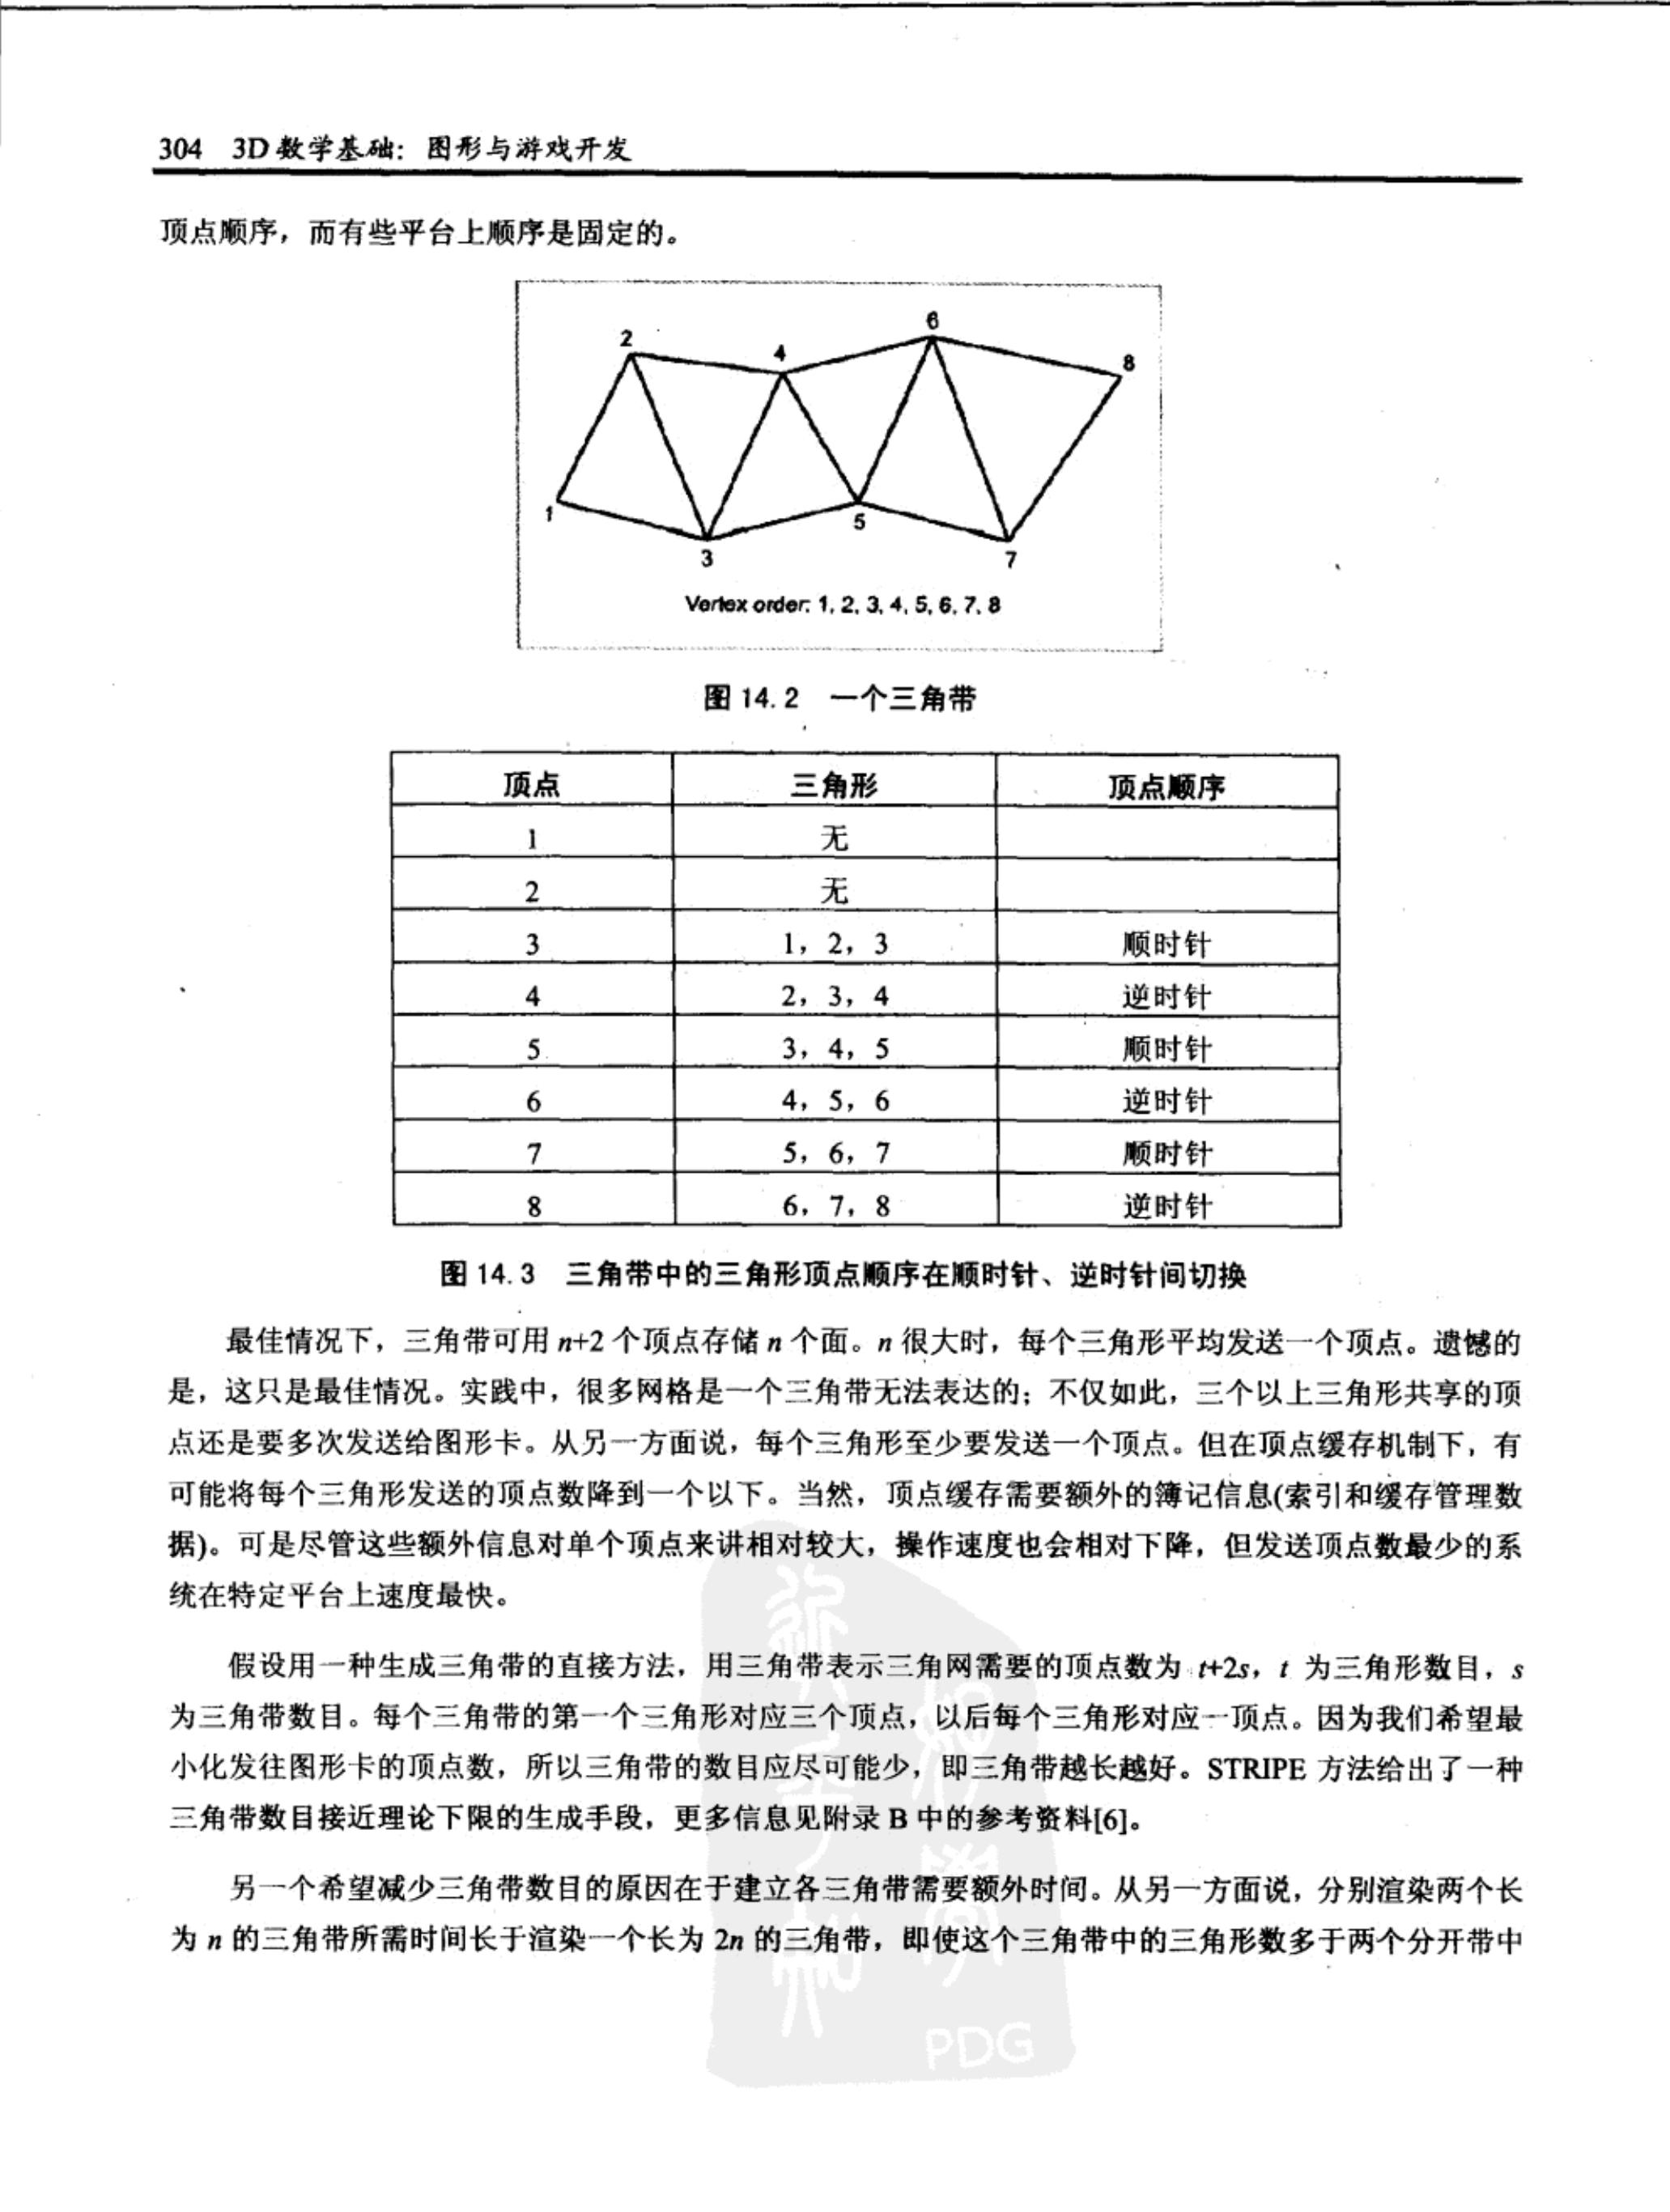 304 3D数学基础：图形与游戏开发
顶点顺序，而有些平台上顺序是固定的。
6
2
4
8
1
5
3
7
Vertex order: 1, 2, 3, 4, 5, 6, 7, 8
图 14.2 一个三角带
顶点 三角形 顶点顺序
1 无
2 无
3 1，2，3 顺时针
4 2，3，4 逆时针
5 3，4，5 顺时针
6 4，5，6 逆时针
7 5，6，7 顺时针
8 6，7，8 逆时针
图 14.3 三角带中的三角形顶点顺序在顺时针、逆时针间切换
最佳情况下，三角带可用 n+2 个顶点存储 n 个面。n 很大时，每个三角形平均发送一个顶点。遗憾的
是，这只是最佳情况。实践中，很多网格是一个三角带无法表达的；不仅如此，三个以上三角形共享的顶
点还是要多次发送给图形卡。从另一方面说，每个三角形至少要发送一个顶点。但在顶点缓存机制下，有
可能将每个三角形发送的顶点数降到一个以下。当然，顶点缓存需要额外的簿记信息(索引和缓存管理数
据)。可是尽管这些额外信息对单个顶点来讲相对较大，操作速度也会相对下降，但发送顶点数最少的系
统在特定平台上速度最快。
假设用一种生成三角带的直接方法，用三角带表示三角网需要的顶点数为 t+2s，t 为三角形数目，s
为三角带数目。每个三角带的第一个三角形对应三个顶点，以后每个三角形对应一顶点。因为我们希望最
小化发往图形卡的顶点数，所以三角带的数目应尽可能少，即三角带越长越好。STRIPE 方法给出了一种
三角带数目接近理论下限的生成手段，更多信息见附录 B 中的参考资料[6]。
另一个希望减少三角带数目的原因在于建立各三角带需要额外时间。从另一方面说，分别渲染两个长
为 n 的三角带所需时间长于渲染一个长为 2n 的三角带，即使这个三角带中的三角形数多于两个分开带中
PDG